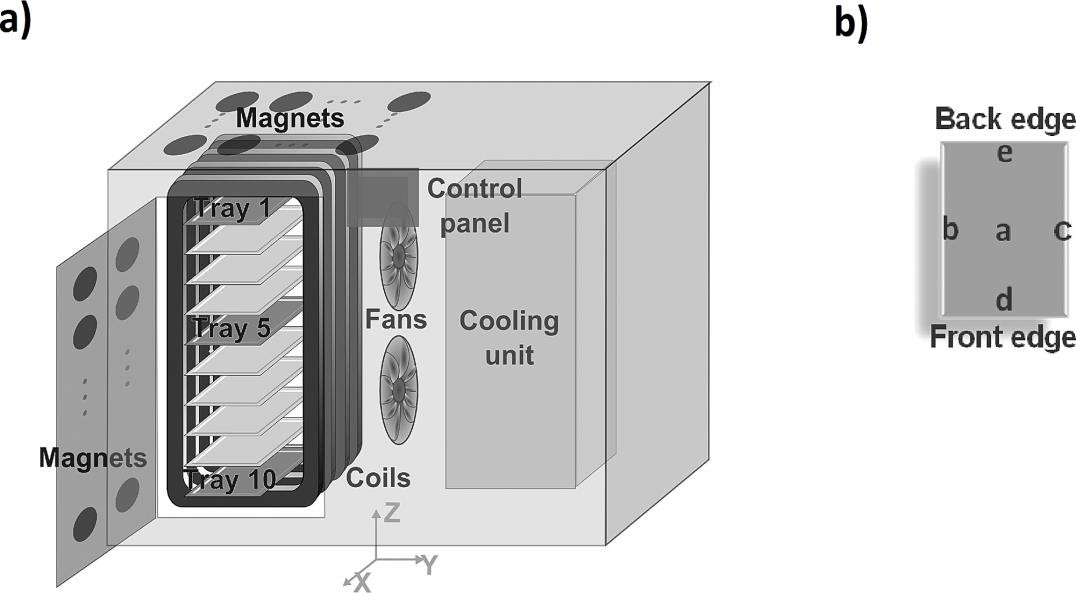 a)
Magnets
Control
panel
Tray 1
Tray 5
Fans
Cooling
unit
Magnets
Tray 10
Coils
Z
Y
X
b)
Back edge
e
b a c
d
Front edge